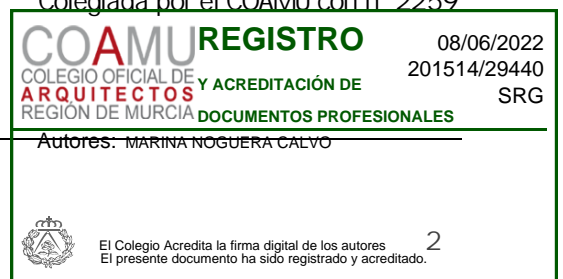 Colegiada por el COAMU con nº 2259
COAMU
COLEGIO OFICIAL DE
ARQUITECTOS
REGIÓN DE MURCIA
REGISTRO
Y ACREDITACIÓN DE
DOCUMENTOS PROFESIONALES
08/06/2022
201514/29440
SRG
Autores: MARINA NOGUERA CALVO
El Colegio Acredita la firma digital de los autores 2
El presente documento ha sido registrado y acreditado.